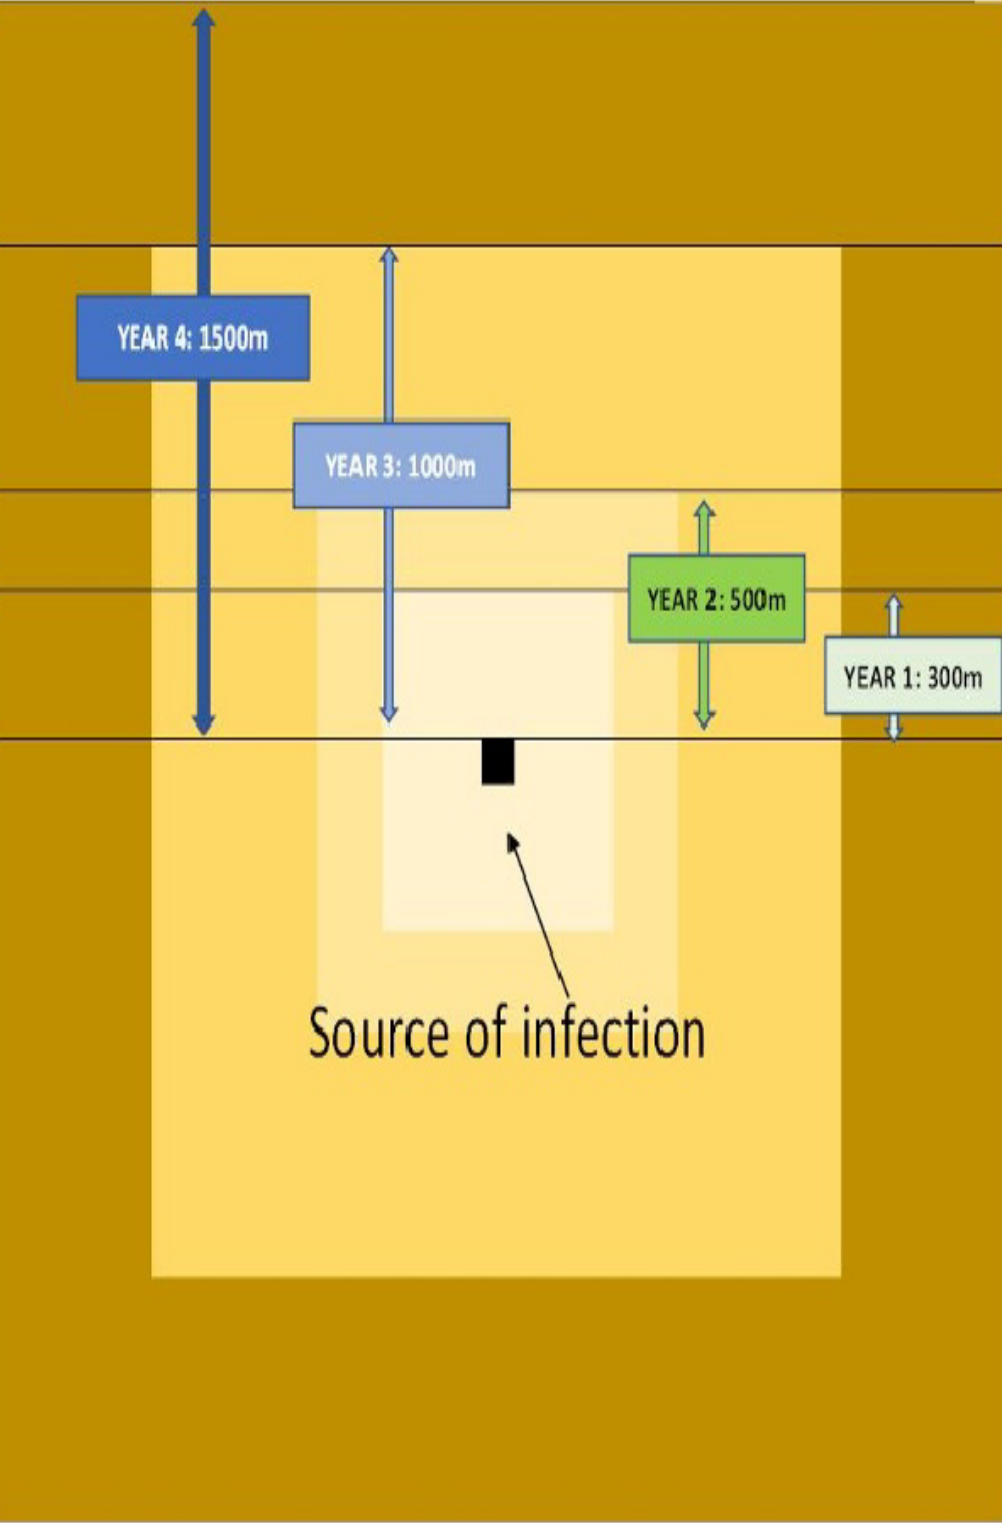 YEAR 4: 1500m
YEAR 3: 1000m
YEAR 2: 500m
YEAR 1: 300m
Source of infection